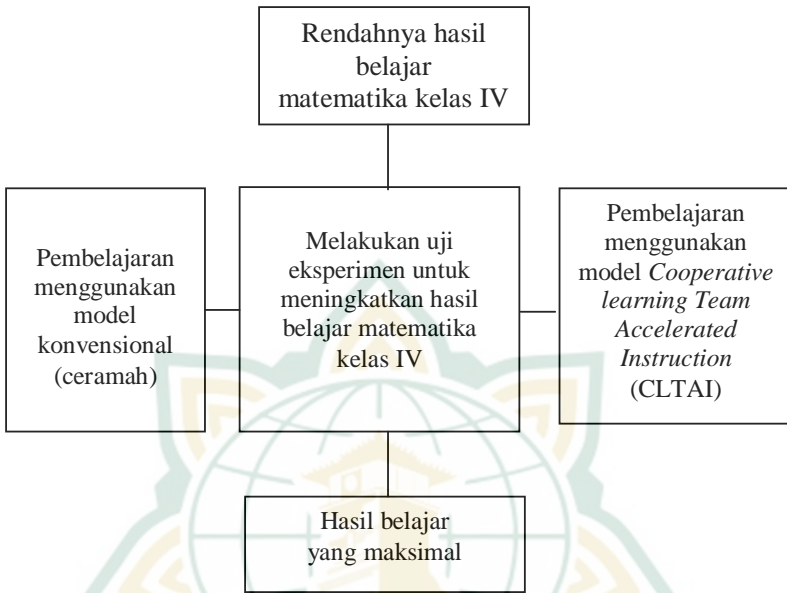 Rendahnya hasil
belajar
matematika kelas IV
Pembelajaran
menggunakan
model
konvensional
(ceramah)
Melakukan uji
eksperimen untuk
meningkatkan hasil
belajar matematika
kelas IV
Pembelajaran
menggunakan
model Cooperative
learning Team
Accelerated
Instruction
(CLTAI)
Hasil belajar
yang maksimal